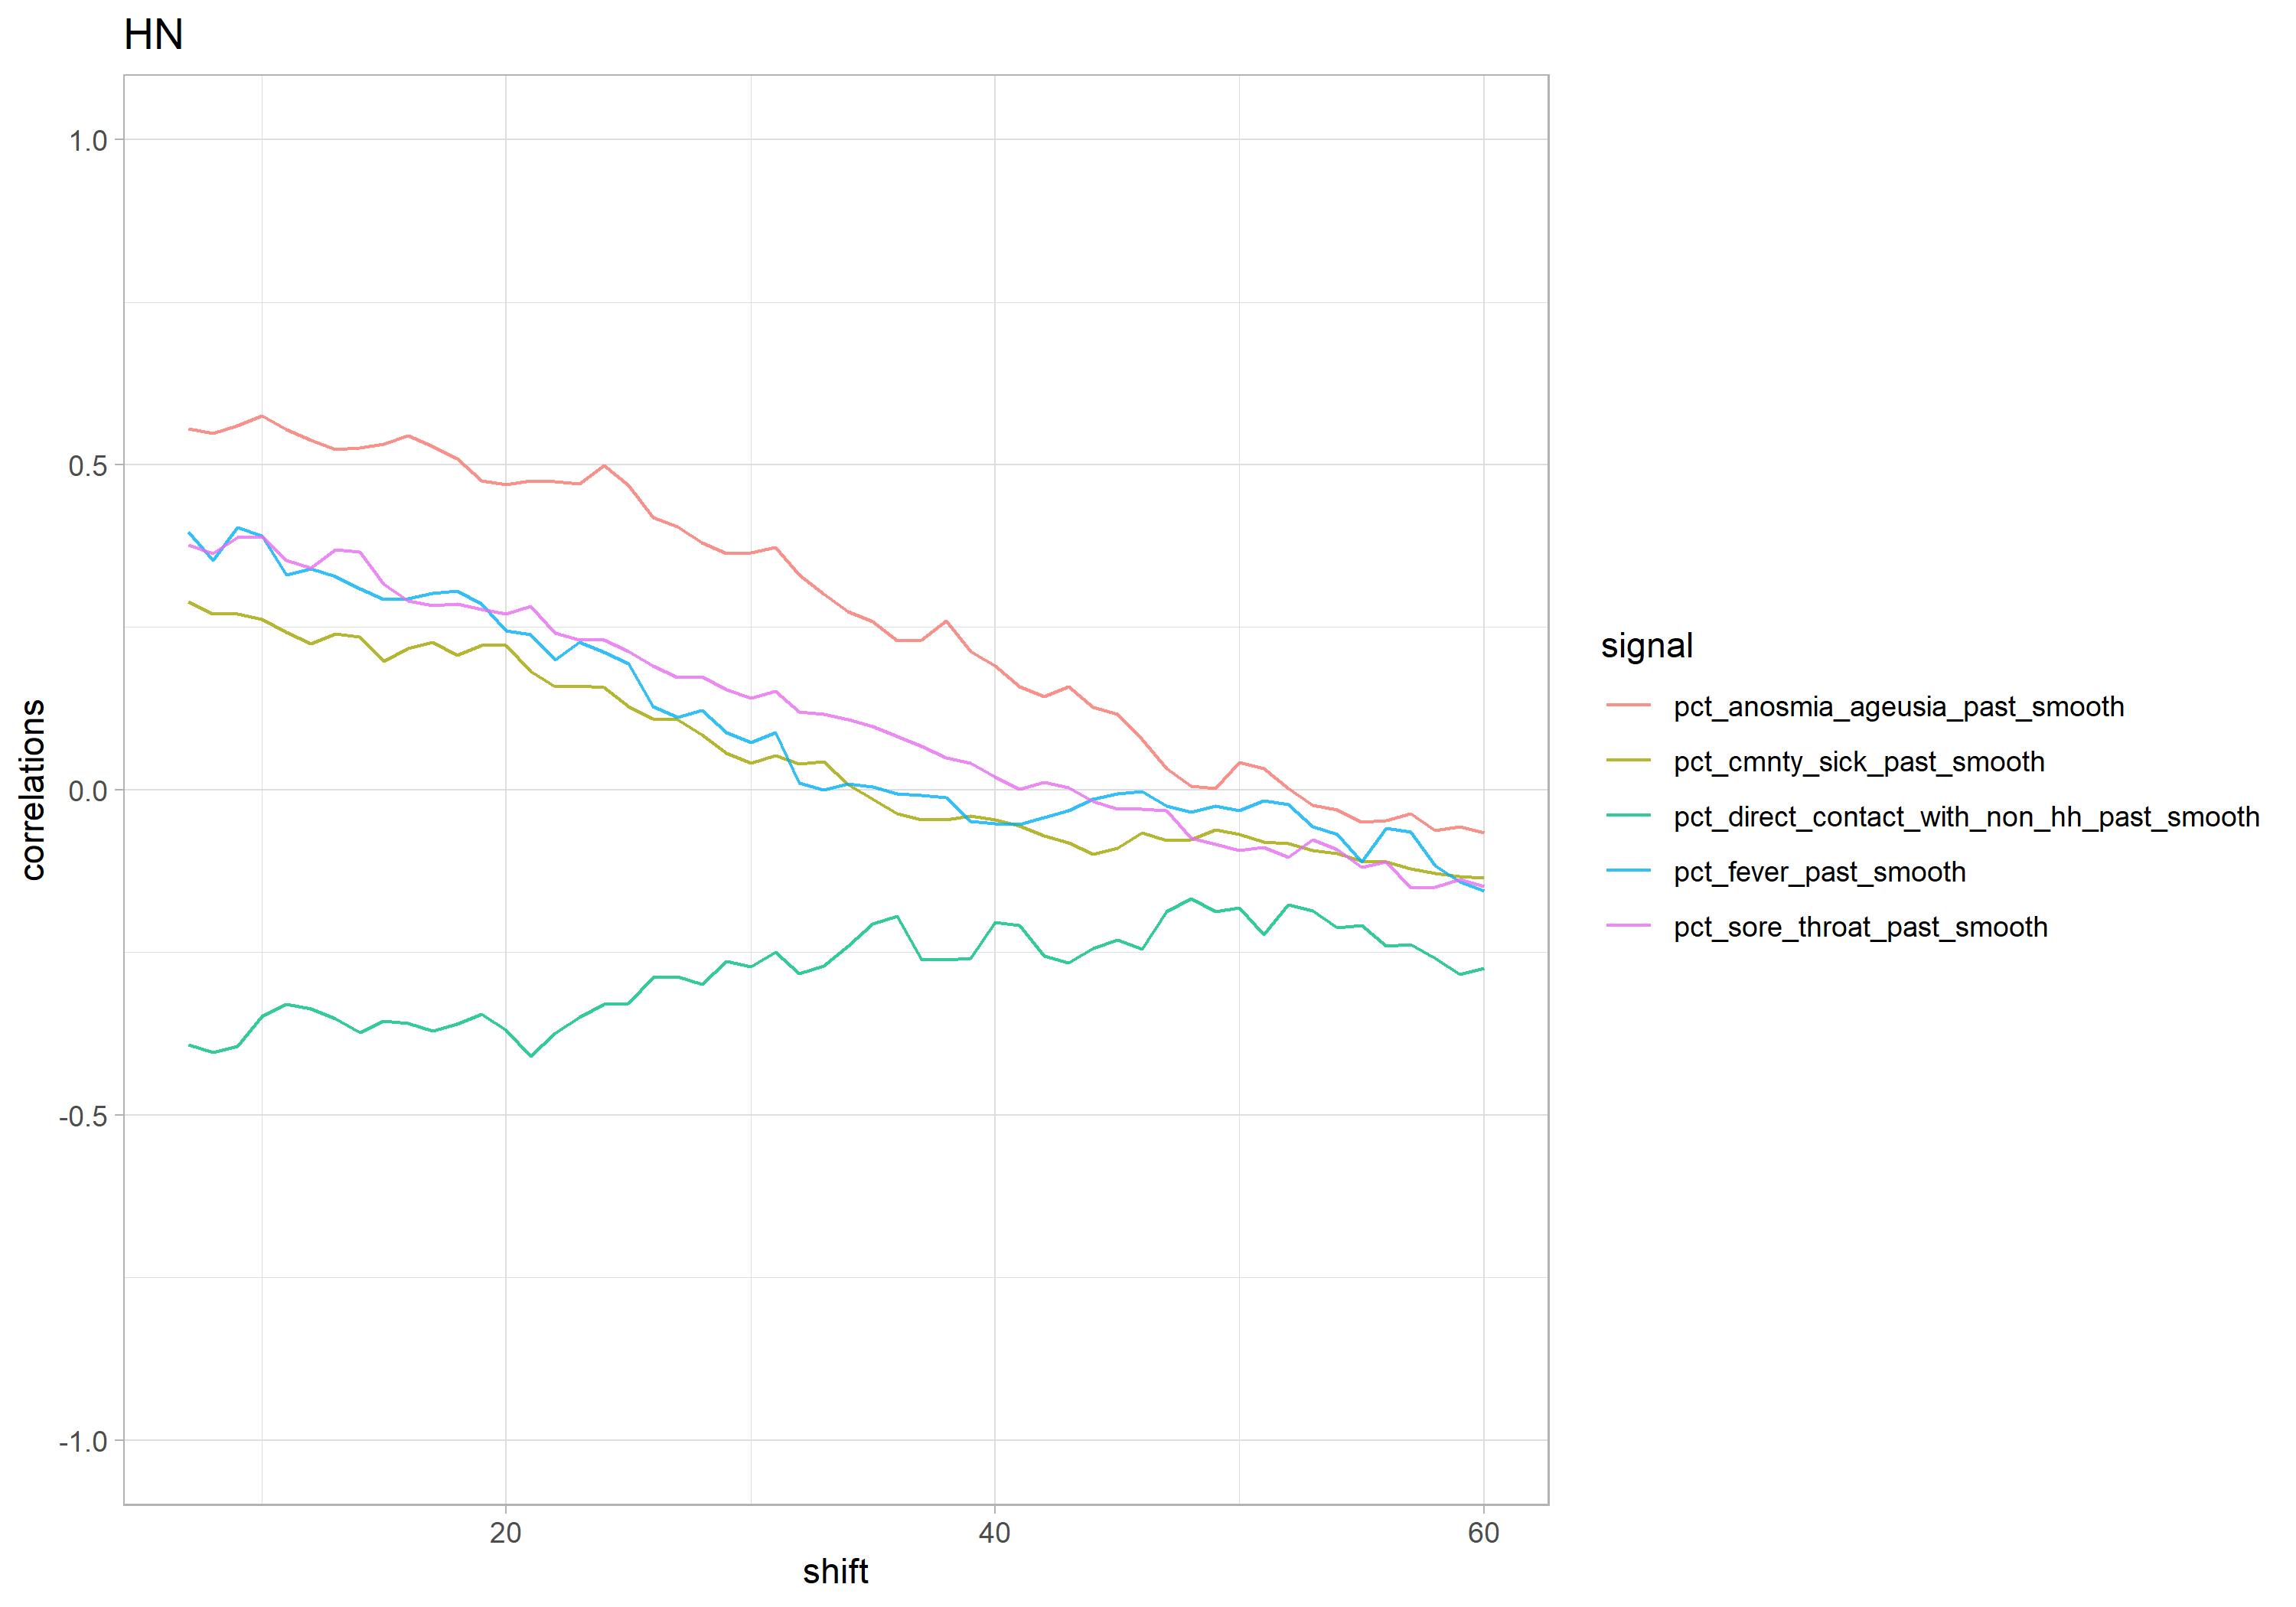 HN
1.0
0.5
0.0
-0.5
-1.0
correlations
20 40 60
shift
signal
pct_anosmia_ageusia_past_smooth
pct_cmnty_sick_past_smooth
pct_direct_contact_with_non_hh_past_smooth
pct_fever_past_smooth
pct_sore_throat_past_smooth